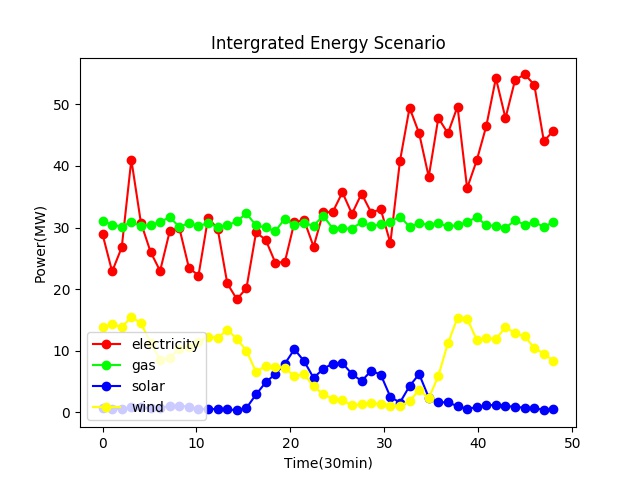 Intergrated Energy Scenario
Power(MW)
50
40
30
20
10
0
electricity
gas
solar
wind
0 10 20 30 40 50
Time(30min)